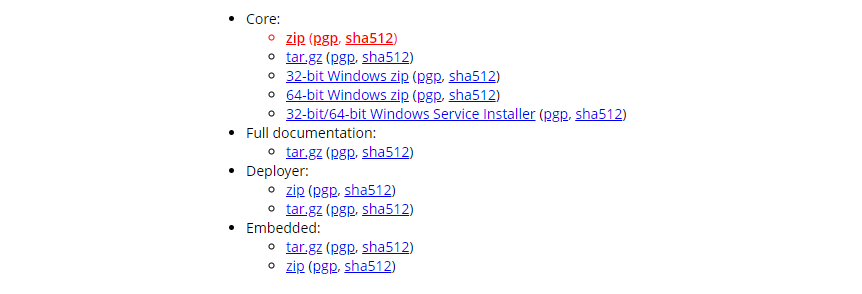 Core:
zip (pgp, sha512)
tar.gz (pgp, sha512)
32-bit Windows zip (pgp, sha512)
64-bit Windows zip (pgp, sha512)
32-bit/64-bit Windows Service Installer (pgp, sha512)
Full documentation:
tar.gz (pgp, sha512)
Deployer:
zip (pgp, sha512)
tar.gz (pgp, sha512)
Embedded:
tar.gz (pgp, sha512)
zip (pgp, sha512)